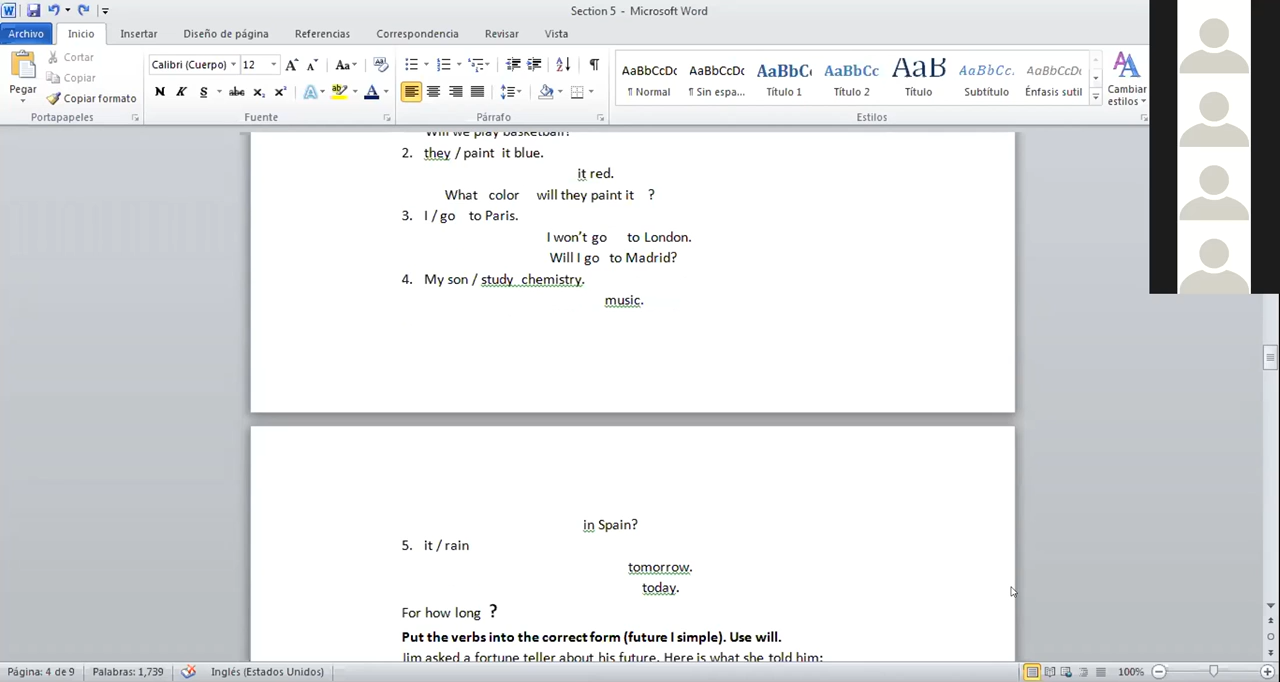 Section 5 - Microsoft Word
Archivo Inicio Insertar Diseño de página Referencias Correspondencia Revisar Vista
Pegar
Cortar
Copiar
Copiar formato
Portapapeles
Calibri (Cuerpo) 12
Fuente
Párrafo
AaBbCcDc AaBbCcDc AaBbC AaBbCc AaB AaBbCc. AaBbCcDc
¶ Normal ¶ Sin espa... Título 1 Título 2 Título Subtítulo Énfasis sutil
Estilos
Cambiar
estilos
Will we play basketball?
2. they / paint it blue.
it red.
What color will they paint it ?
3. I / go to Paris.
I won't go to London.
Will I go to Madrid?
4. My son / study chemistry.
music.
in Spain?
5. it / rain
tomorrow.
today.
For how long ?
Put the verbs into the correct form (future I simple). Use will.
Jim asked a fortune teller about his future. Here is what she told him:
Página: 4 de 9 Palabras: 1,739 Inglés (Estados Unidos) 100%